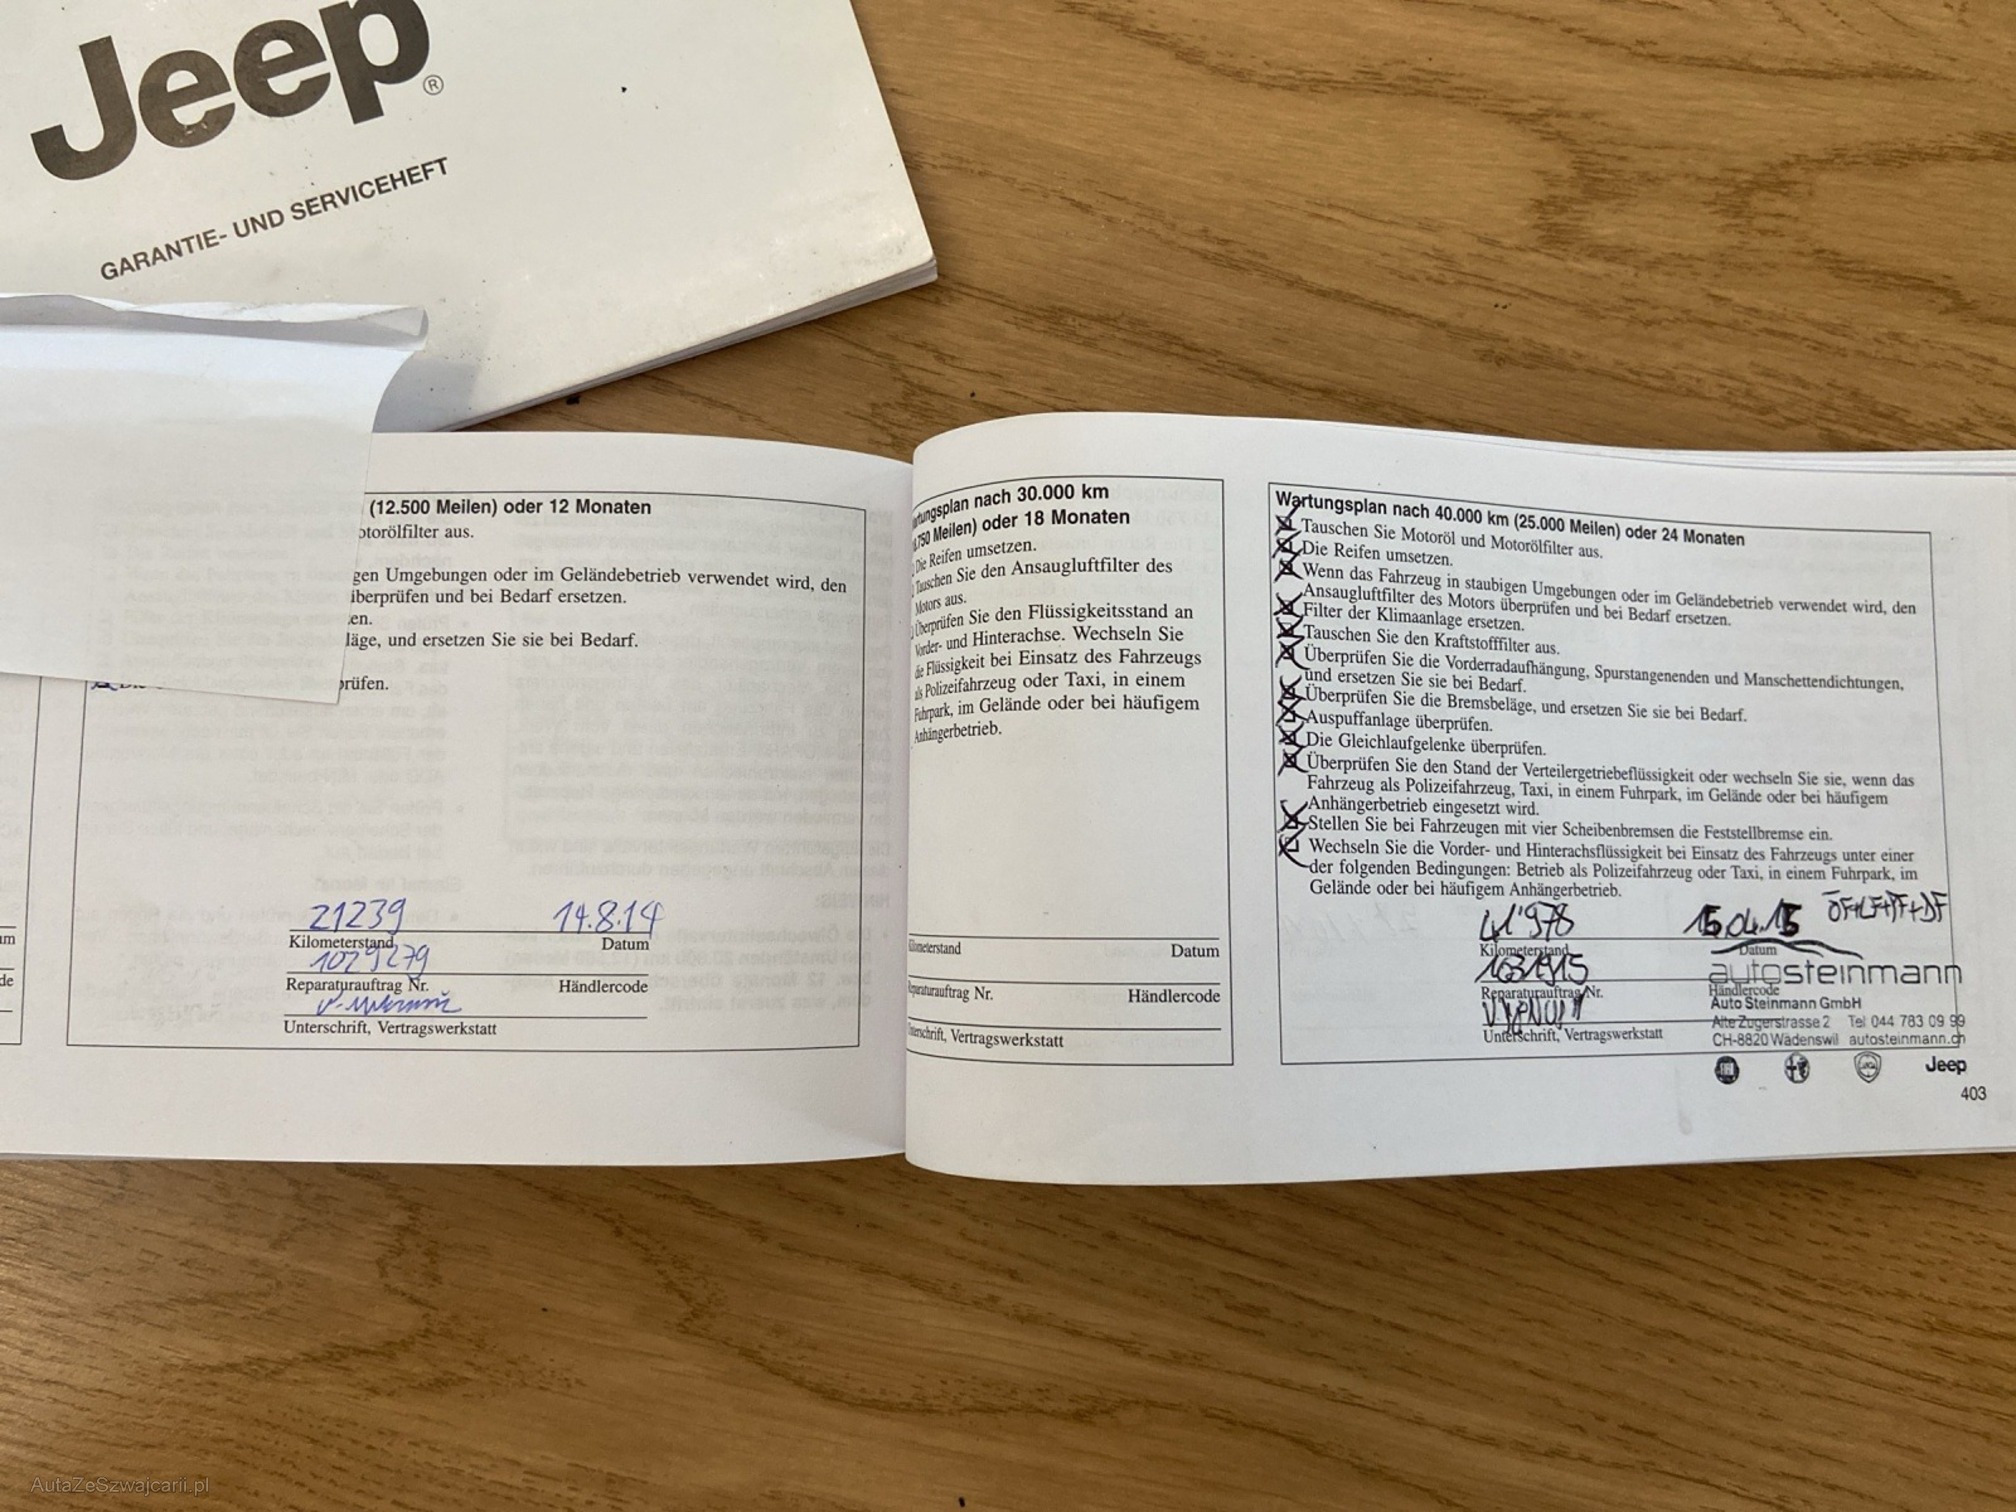 Jeep®
GARANTIE- UND SERVICEHEFT
(12.500 Meilen) oder 12 Monaten
otorölfilter aus.
gen Umgebungen oder im Geländebetrieb verwendet wird, den
überprüfen und bei Bedarf ersetzen.
en.
läge, und ersetzen Sie sie bei Bedarf.
prüfen.
21239 14.8.14
Kilometerstand Datum
1029279
Reparaturauftrag Nr. Händlercode
Unterschrift, Vertragswerkstatt
um
de
artungsplan nach 30.000 km
.750 Meilen) oder 18 Monaten
Die Reifen umsetzen.
Tauschen Sie den Ansaugluftfilter des
Motors aus.
Überprüfen Sie den Flüssigkeitsstand an
Vorder- und Hinterachse. Wechseln Sie
die Flüssigkeit bei Einsatz des Fahrzeugs
als Polizeifahrzeug oder Taxi, in einem
Fuhrpark, im Gelände oder bei häufigem
Anhängerbetrieb.
Kilometerstand Datum
Reparaturauftrag Nr. Händlercode
Unterschrift, Vertragswerkstatt
Wartungsplan nach 40.000 km (25.000 Meilen) oder 24 Monaten
Tauschen Sie Motoröl und Motorölfilter aus.
Die Reifen umsetzen.
Wenn das Fahrzeug in staubigen Umgebungen oder im Geländebetrieb verwendet wird, den
Ansaugluftfilter des Motors überprüfen und bei Bedarf ersetzen.
Filter der Klimaanlage ersetzen.
Tauschen Sie den Kraftstofffilter aus.
Überprüfen Sie die Vorderradaufhängung, Spurstangenenden und Manschettendichtungen,
und ersetzen Sie sie bei Bedarf.
Überprüfen Sie die Bremsbeläge, und ersetzen Sie sie bei Bedarf.
Auspuffanlage überprüfen.
Die Gleichlaufgelenke überprüfen.
Überprüfen Sie den Stand der Verteilergetriebeflüssigkeit oder wechseln Sie sie, wenn das
Fahrzeug als Polizeifahrzeug, Taxi, in einem Fuhrpark, im Gelände oder bei häufigem
Anhängerbetrieb eingesetzt wird.
Stellen Sie bei Fahrzeugen mit vier Scheibenbremsen die Feststellbremse ein.
Wechseln Sie die Vorder- und Hinterachsflüssigkeit bei Einsatz des Fahrzeugs unter einer
der folgenden Bedingungen: Betrieb als Polizeifahrzeug oder Taxi, in einem Fuhrpark, im
Gelände oder bei häufigem Anhängerbetrieb.
41'978 15.04.15
Kilometerstand Datum
autosteinmann
Reparaturauftrag Nr. Händlercode
Auto Steinmann GmbH
Alte Zugerstrasse 2 Tel 044 783 09 99
Unterschrift, Vertragswerkstatt
CH-8820 Wädenswil autosteinmann.ch
Jeep
403
AutaZeSzwajcarii.pl